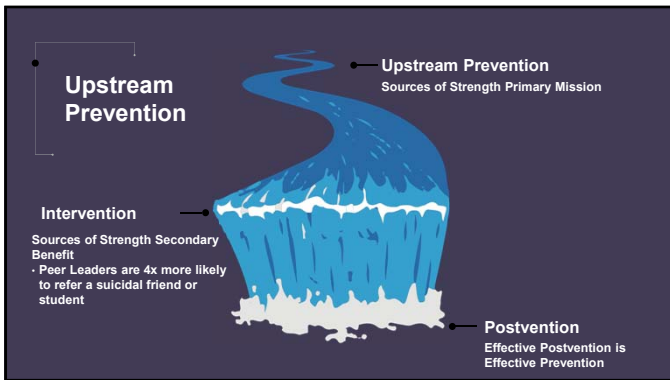 Upstream
Prevention
Upstream Prevention
Sources of Strength Primary Mission
Intervention
Sources of Strength Secondary
Benefit
· Peer Leaders are 4x more likely
to refer a suicidal friend or
student
Postvention
Effective Postvention is
Effective Prevention